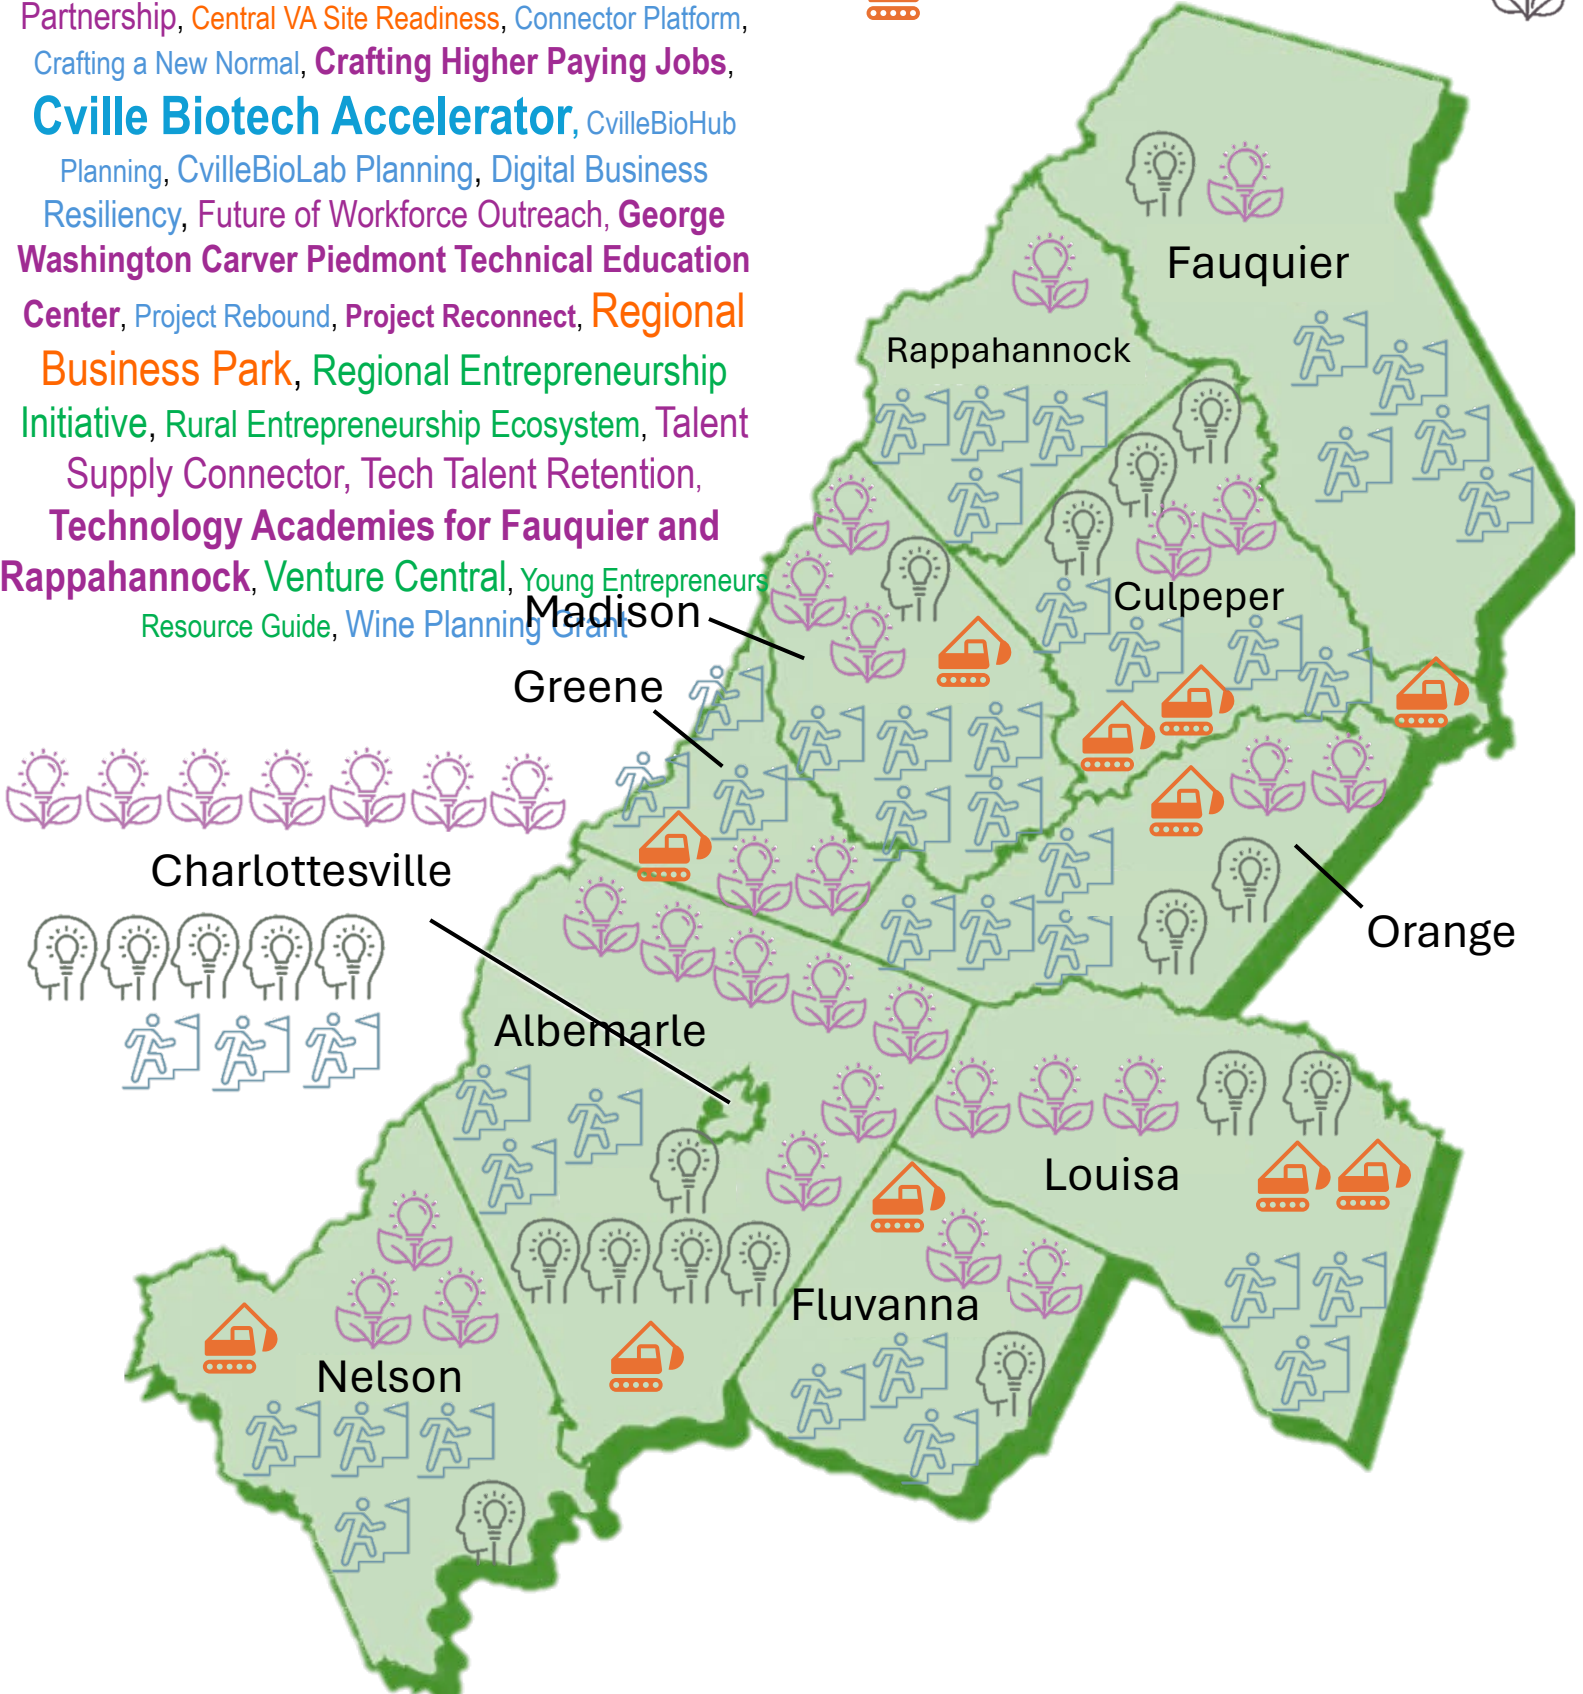 Partnership, Central VA Site Readiness, Connector Platform,
Crafting a New Normal, Crafting Higher Paying Jobs,
Cville Biotech Accelerator, CvilleBioHub
Planning, CvilleBioLab Planning, Digital Business
Resiliency, Future of Workforce Outreach, George
Washington Carver Piedmont Technical Education
Center, Project Rebound, Project Reconnect, Regional
Business Park, Regional Entrepreneurship
Initiative, Rural Entrepreneurship Ecosystem, Talent
Supply Connector, Tech Talent Retention,
Technology Academies for Fauquier and
Rappahannock, Venture Central, Young Entrepreneurs
Resource Guide, Wine Planning Grant
Fauquier
Rappahannock
Culpeper
Madison
Greene
Charlottesville
Orange
Albemarle
Louisa
Fluvanna
Nelson